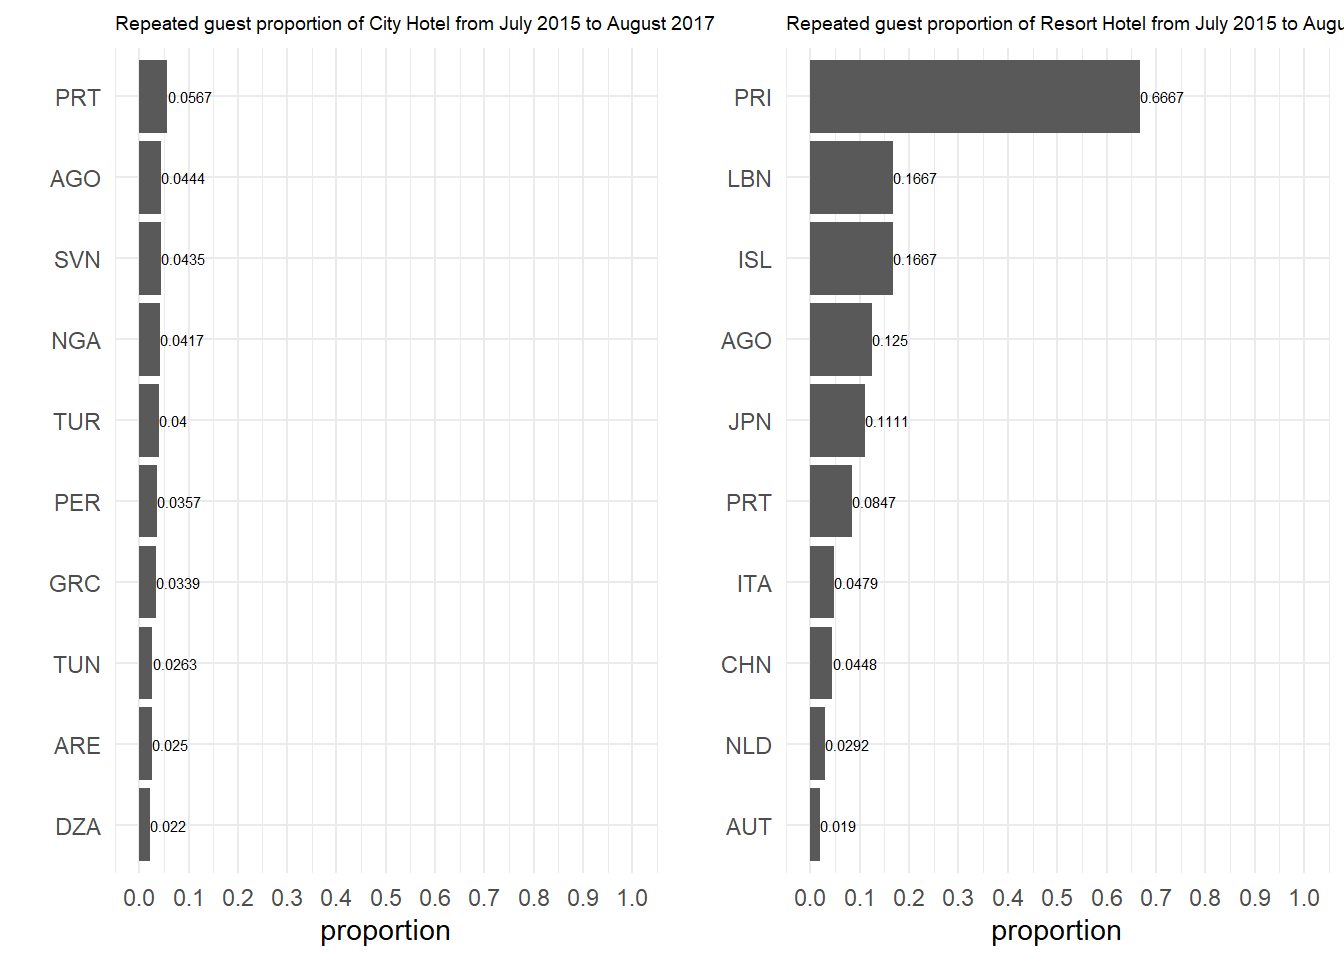 Repeated guest proportion of City Hotel from July 2015 to August 2017
PRT 0.0567
AGO 0.0444
SVN 0.0435
NGA 0.0417
TUR 0.04
PER 0.0357
GRC 0.0339
TUN 0.0263
ARE 0.025
DZA 0.022
0.0 0.1 0.2 0.3 0.4 0.5 0.6 0.7 0.8 0.9 1.0
proportion
Repeated guest proportion of Resort Hotel from July 2015 to Augu
PRI 0.6667
LBN 0.1667
ISL 0.1667
AGO 0.125
JPN 0.1111
PRT 0.0847
ITA 0.0479
CHN 0.0448
NLD 0.0292
AUT 0.019
0.0 0.1 0.2 0.3 0.4 0.5 0.6 0.7 0.8 0.9 1.0
proportion